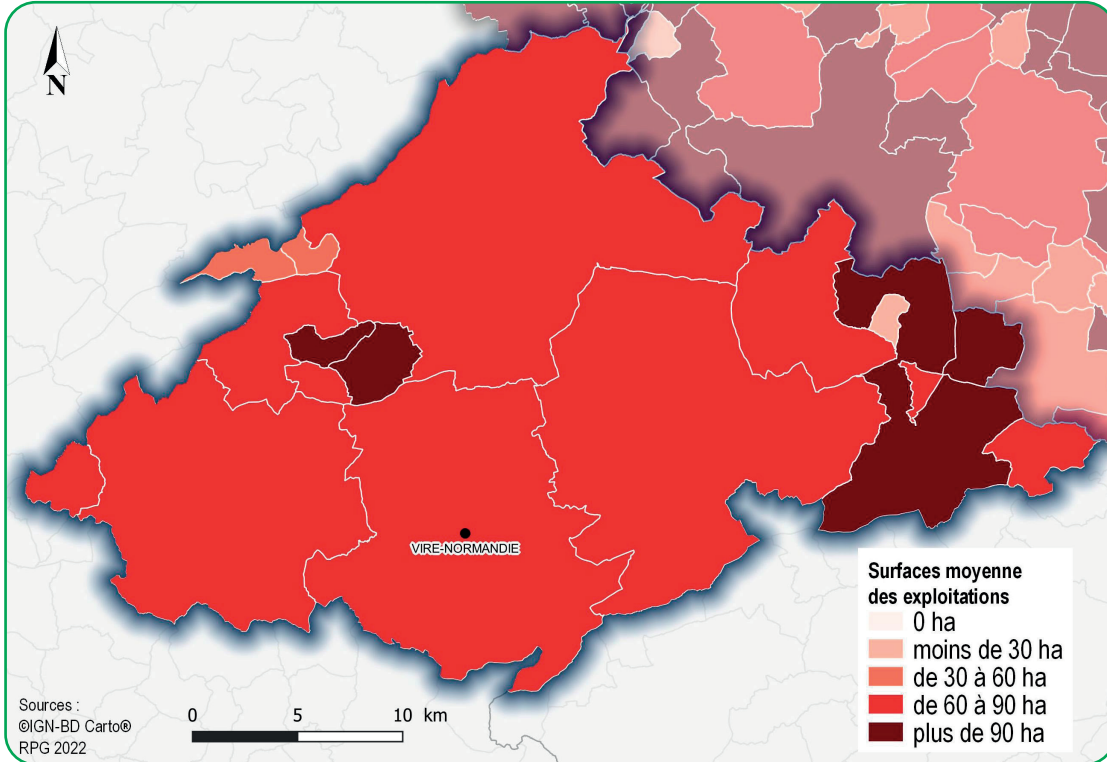 N
VIRE-NORMANDIE
Surfaces moyenne
des exploitations
0 ha
moins de 30 ha
de 30 à 60 ha
de 60 à 90 ha
plus de 90 ha
Sources :
©IGN-BD Carto®
RPG 2022
0 5 10 km